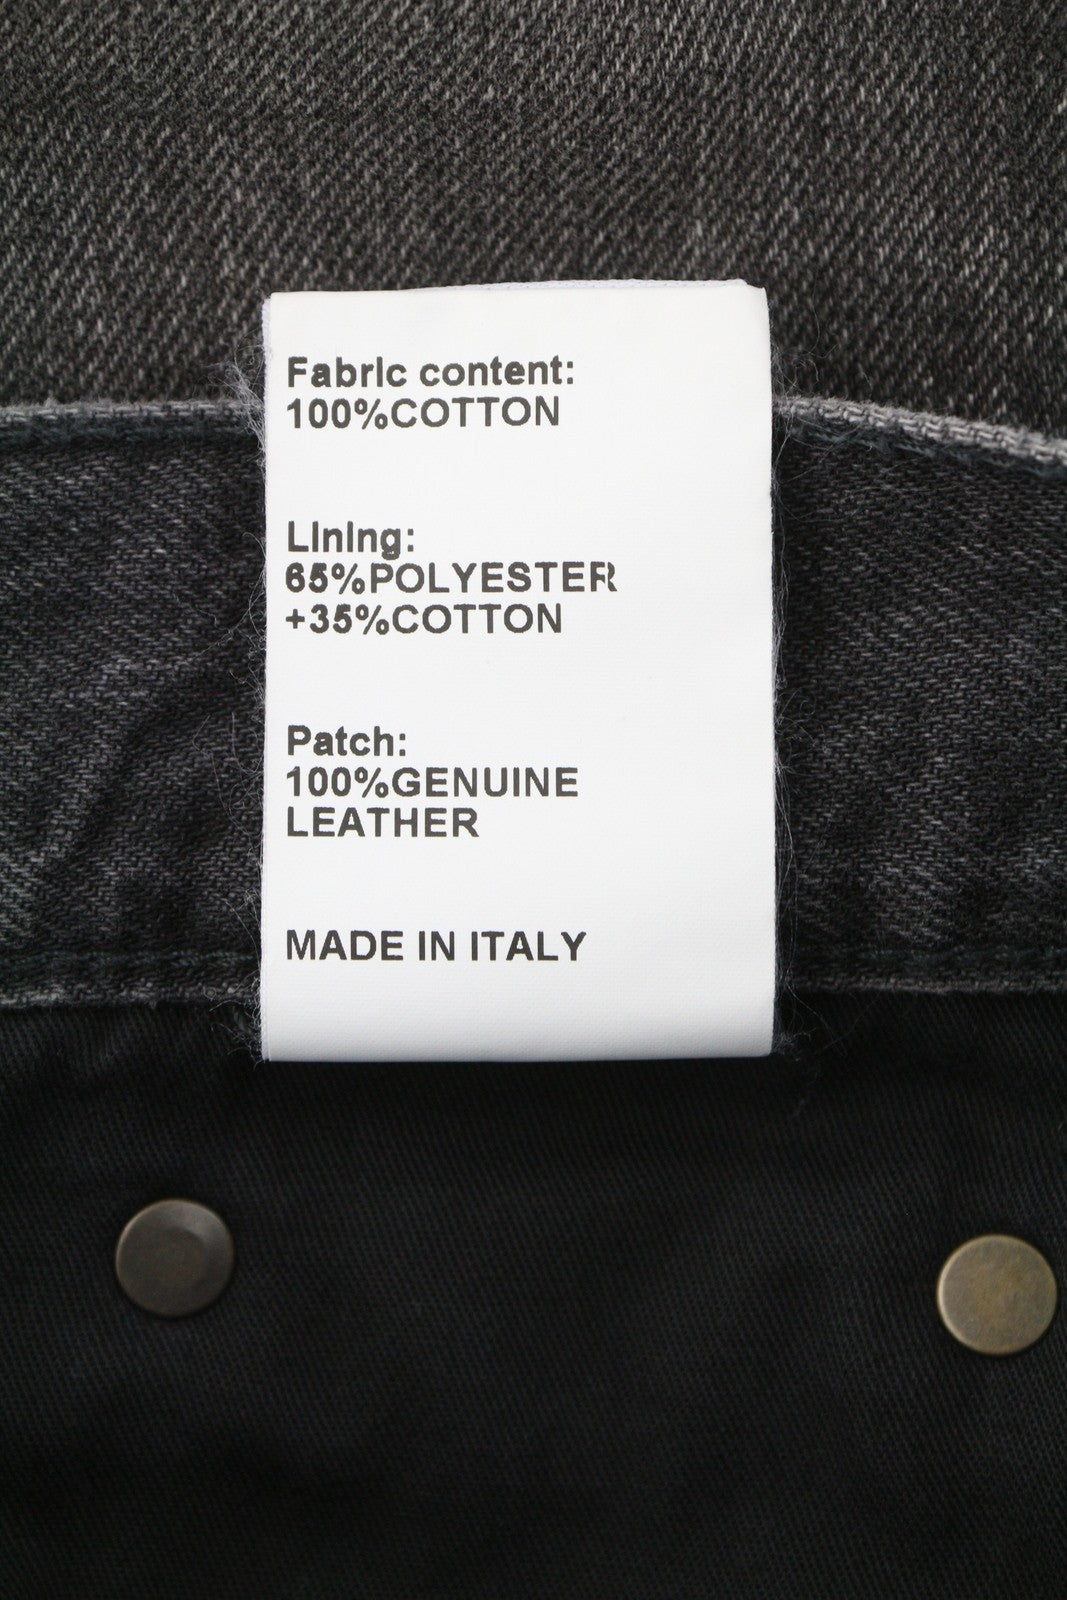 Fabric content:
100%COTTON
Lining:
65%POLYESTER
+35%COTTON
Patch:
100%GENUINE
LEATHER
MADE IN ITALY